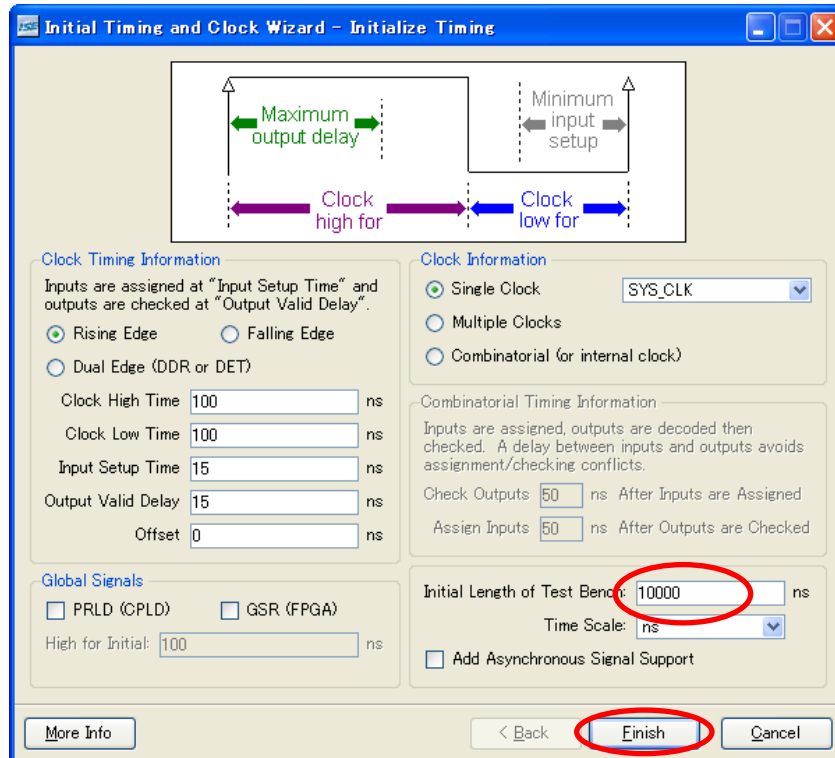 ISE Initial Timing and Clock Wizard - Initialize Timing
Maximum
output delay
Minimum
input
setup
Clock
high for
Clock
low for
Clock Timing Information
Inputs are assigned at "Input Setup Time" and
outputs are checked at "Output Valid Delay".
Rising Edge
Falling Edge
Dual Edge (DDR or DET)
Clock High Time 100 ns
Clock Low Time 100 ns
Input Setup Time 15 ns
Output Valid Delay 15 ns
Offset 0 ns
Global Signals
PRLD (CPLD)
GSR (FPGA)
High for Initial: 100 ns
Clock Information
Single Clock SYS_CLK
Multiple Clocks
Combinatorial (or internal clock)
Combinatorial Timing Information
Inputs are assigned, outputs are decoded then
checked. A delay between inputs and outputs avoids
assignment/checking conflicts.
Check Outputs 50 ns After Inputs are Assigned
Assign Inputs 50 ns After Outputs are Checked
Initial Length of Test Bench: 10000 ns
Time Scale: ns
Add Asynchronous Signal Support
More Info
< Back
Finish
Cancel